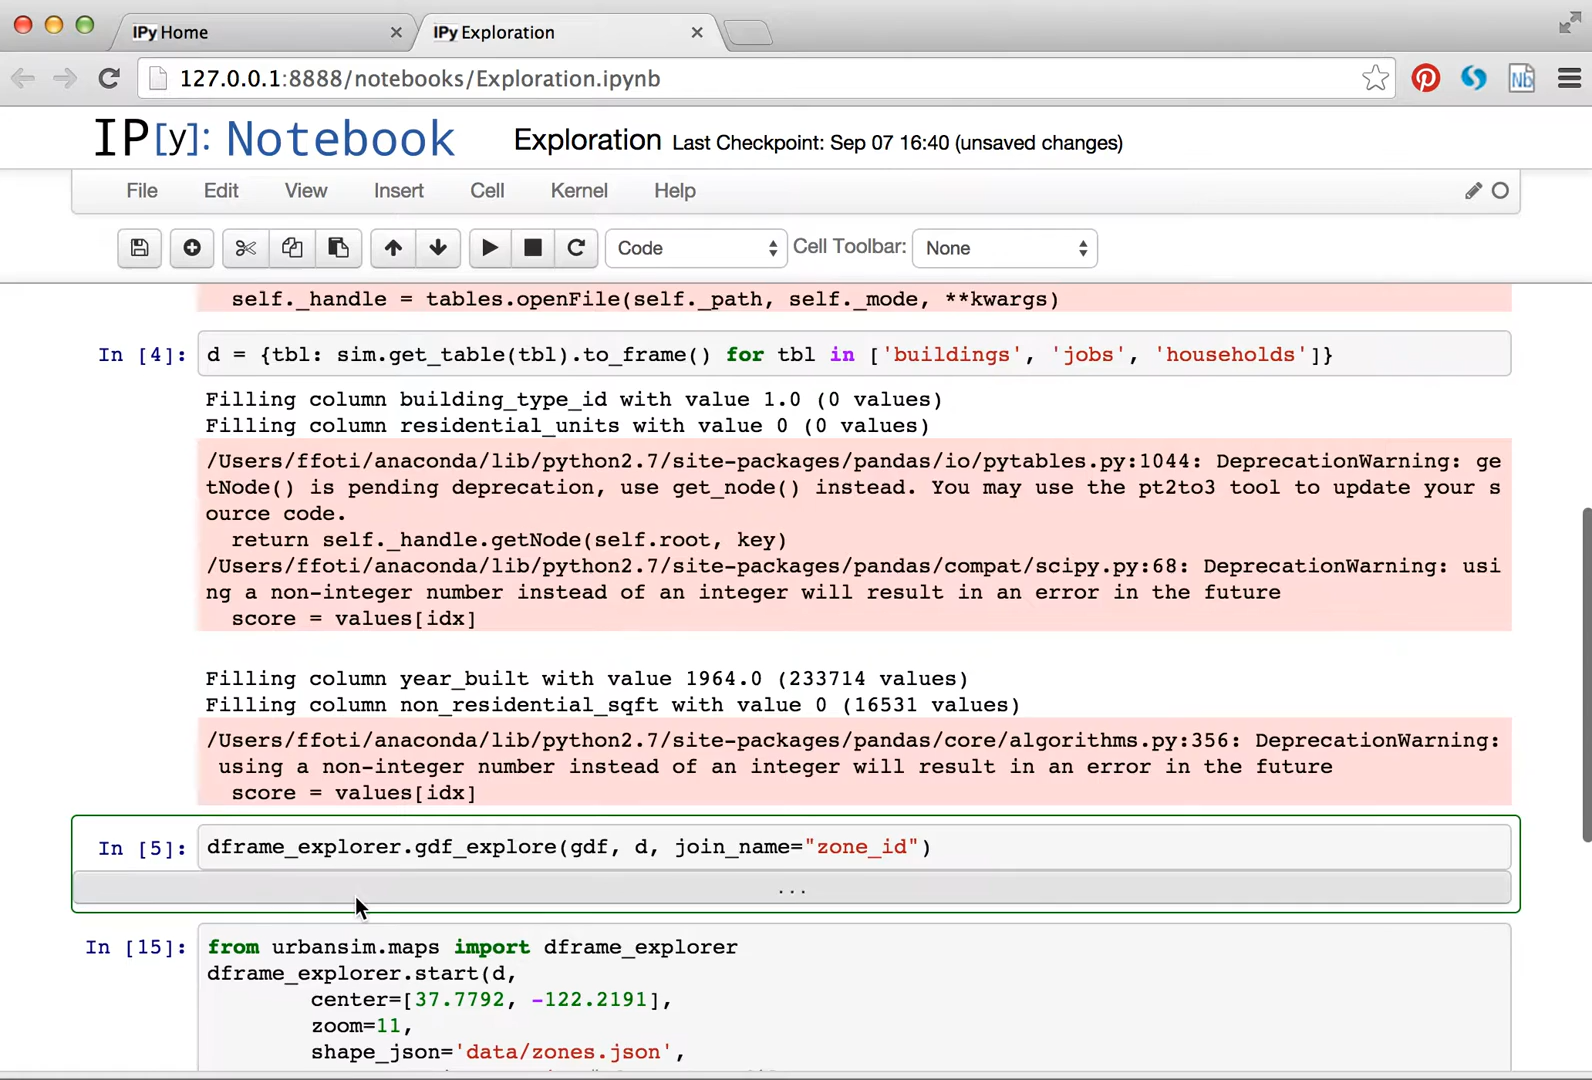 IPy Home
IPy Exploration
127.0.0.1:8888/notebooks/Exploration.ipynb
Nb
IP[y]: Notebook Exploration Last Checkpoint: Sep 07 16:40 (unsaved changes)
File Edit View Insert Cell Kernel Help
Code Cell Toolbar: None
self._handle = tables.openFile(self._path, self._mode, **kwargs)
In [4]: d = {tbl: sim.get_table(tbl).to_frame() for tbl in ['buildings', 'jobs', 'households']}
Filling column building_type_id with value 1.0 (0 values)
Filling column residential_units with value 0 (0 values)
/Users/ffoti/anaconda/lib/python2.7/site-packages/pandas/io/pytables.py:1044: DeprecationWarning: ge
tNode() is pending deprecation, use get_node() instead. You may use the pt2to3 tool to update your s
ource code.
return self._handle.getNode(self.root, key)
/Users/ffoti/anaconda/lib/python2.7/site-packages/pandas/compat/scipy.py:68: DeprecationWarning: usi
ng a non-integer number instead of an integer will result in an error in the future
score = values[idx]
Filling column year_built with value 1964.0 (233714 values)
Filling column non_residential_sqft with value 0 (16531 values)
/Users/ffoti/anaconda/lib/python2.7/site-packages/pandas/core/algorithms.py:356: DeprecationWarning:
using a non-integer number instead of an integer will result in an error in the future
score = values[idx]
In [5]: dframe_explorer.gdf_explore(gdf, d, join_name="zone_id")
...
In [15]: from urbansim.maps import dframe_explorer
dframe_explorer.start(d,
center=[37.7792, -122.2191],
zoom=11,
shape_json='data/zones.json',